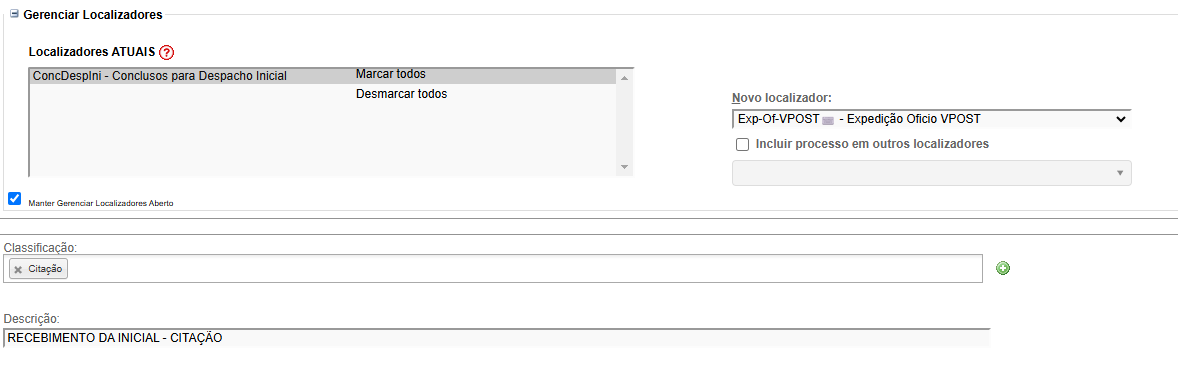 Gerenciar Localizadores
Localizadores ATUAIS
ConcDespIni - Conclusos para Despacho Inicial
Marcar todos
Desmarcar todos
Novo localizador:
Exp-Of-VPOST - Expedição Oficio VPOST
Incluir processo em outros localizadores
Manter Gerenciar Localizadores Aberto
Classificação:
Citação
Descrição:
RECEBIMENTO DA INICIAL - CITAÇÃO